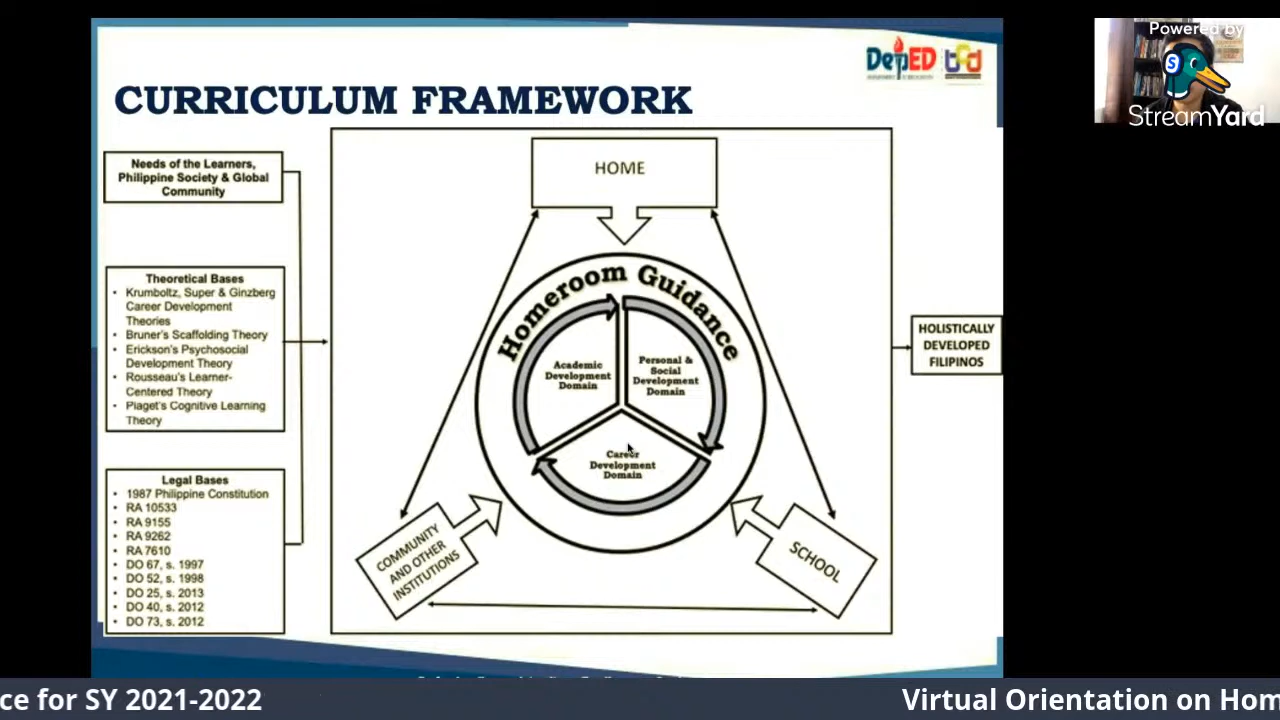 Powered by
StreamYard
DepED
CURRICULUM FRAMEWORK
Needs of the Learners,
Philippine Society & Global
Community
Theoretical Bases
• Krumboltz, Super & Ginzberg
Career Development
Theories
• Bruner's Scaffolding Theory
• Erickson's Psychosocial
Development Theory
• Rousseau's Learner-
Centered Theory
• Piaget's Cognitive Learning
Theory
Legal Bases
• 1987 Philippine Constitution
• RA 10533
• RA 9155
• RA 9262
• RA 7610
• DO 67, s. 1997
• DO 52, s. 1998
• DO 25, s. 2013
• DO 40, s. 2012
• DO 73, s. 2012
HOME
Homeroom Guidance
Academic
Development
Domain
Personal &
Social
Development
Domain
Career
Development
Domain
COMMUNITY
AND OTHER
INSTITUTIONS
SCHOOL
HOLISTICALLY
DEVELOPED
FILIPINOS
ce for SY 2021-2022
Virtual Orientation on Hom